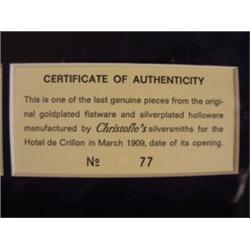 CERTIFICATE OF AUTHENTICITY
This is one of the last genuine pieces from the orig-
inal goldplated flatware and silverplated holloware
manufactured by Christofle's silversmiths for the
Hotel de Crillon in March 1909, date of its opening.
No 77